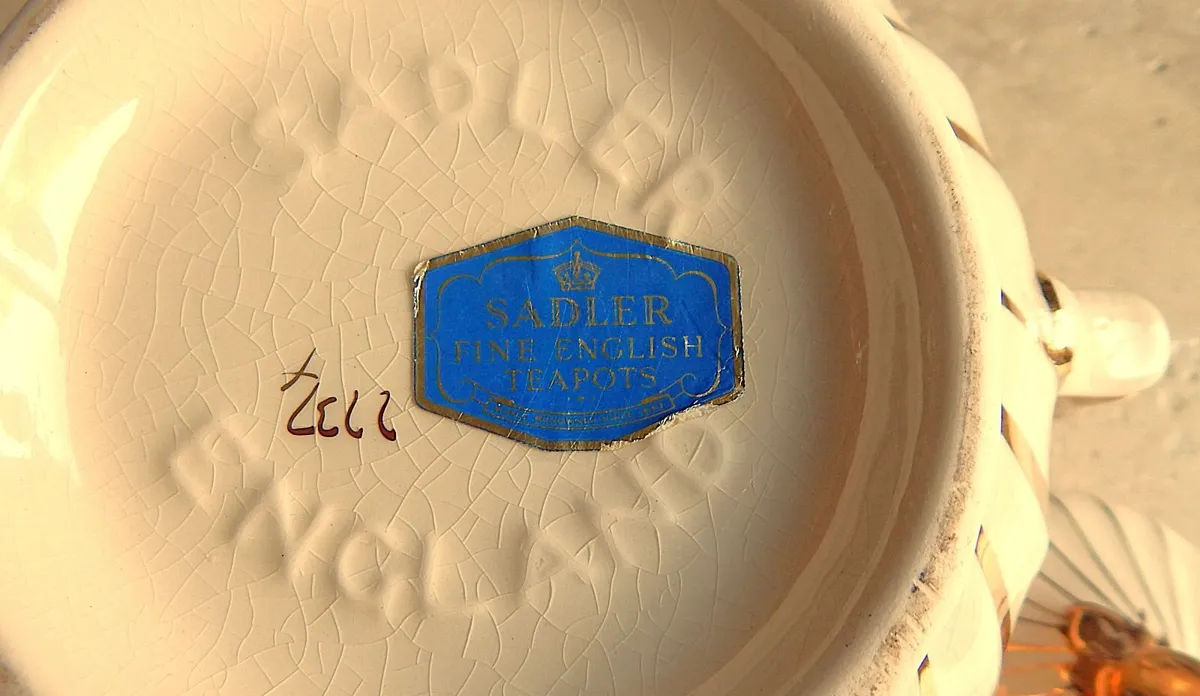 SADLER
SADLER
FINE ENGLISH
TEAPOTS
ENGLAND